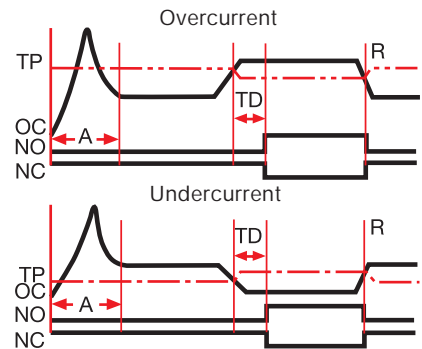 Overcurrent
TP
R
TD
OC
A
NO
NC
Undercurrent
R
TD
TP
OC
A
NO
NC